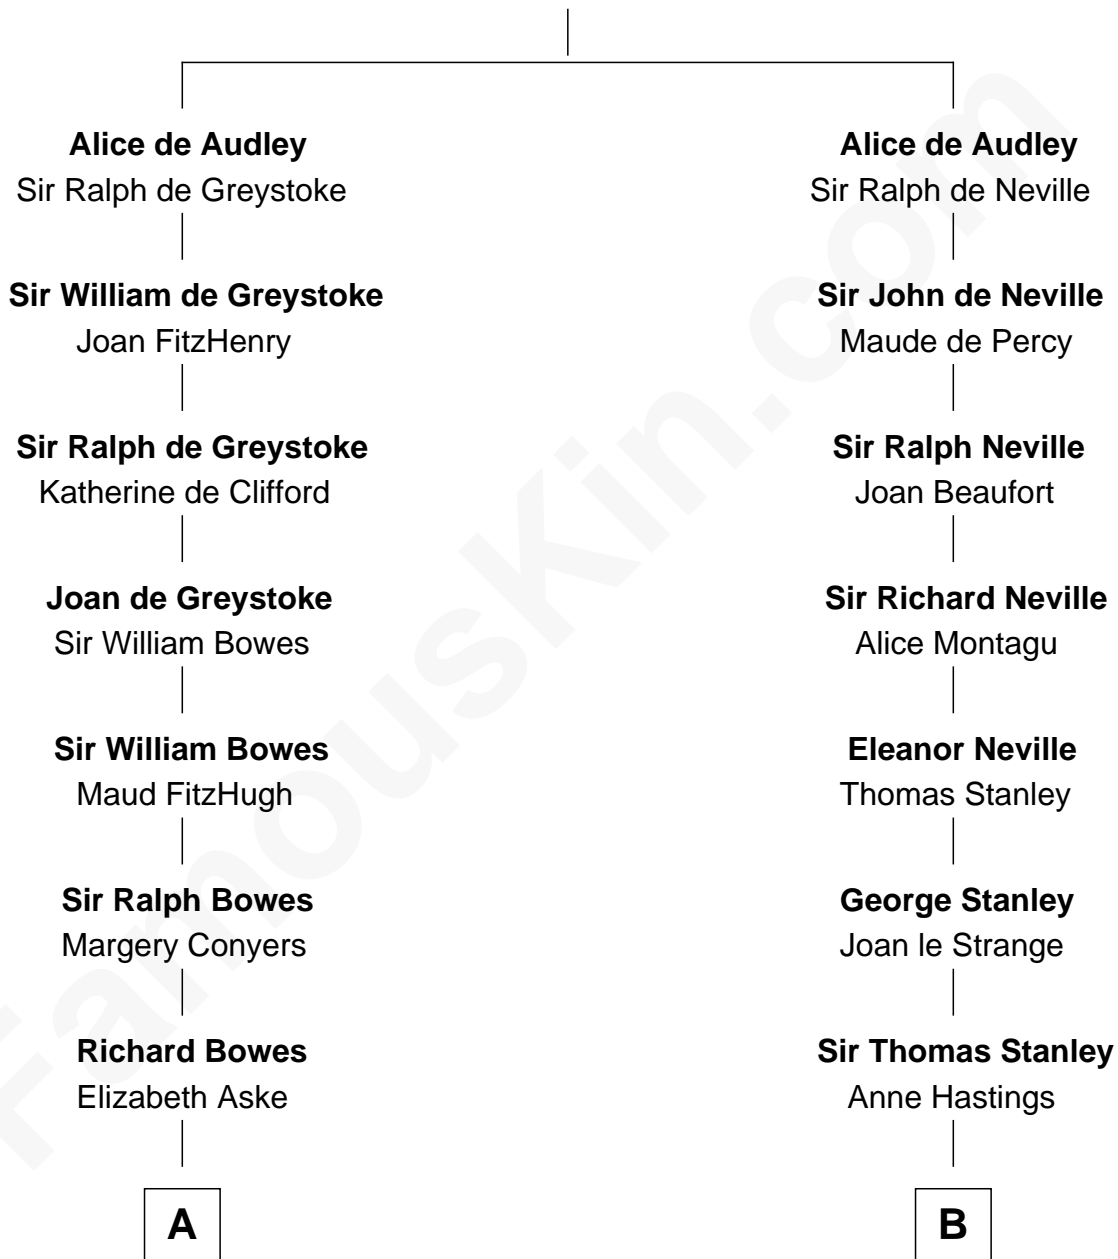 Alice de Audley
Sir Ralph de Greystoke
Sir William de Greystoke
Joan FitzHenry
Sir Ralph de Greystoke
Katherine de Clifford
Joan de Greystoke
Sir William Bowes
Sir William Bowes
Maud FitzHugh
Sir Ralph Bowes
Margery Conyers
Richard Bowes
Elizabeth Aske
A
Alice de Audley
Sir Ralph de Neville
Sir John de Neville
Maude de Percy
Sir Ralph Neville
Joan Beaufort
Sir Richard Neville
Alice Montagu
Eleanor Neville
Thomas Stanley
George Stanley
Joan le Strange
Sir Thomas Stanley
Anne Hastings
B
FamousKin.com